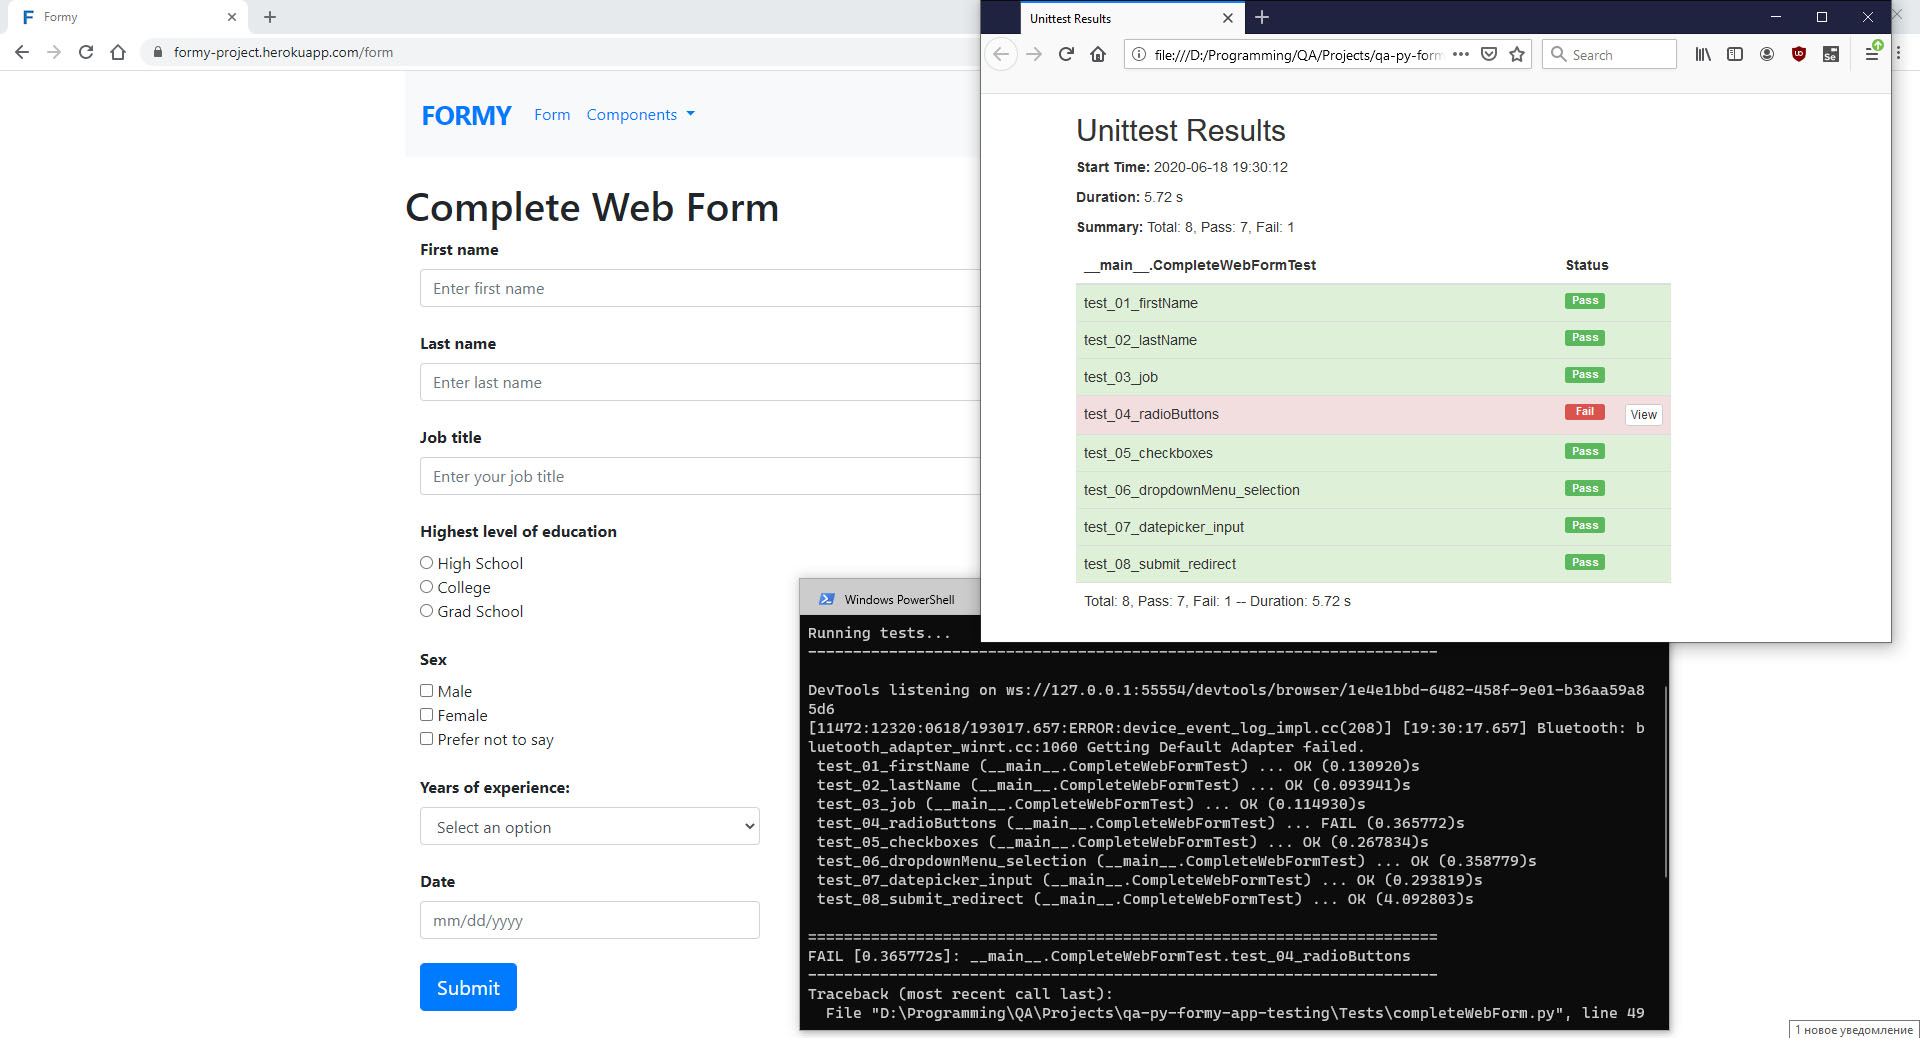 Formy
formy-project.herokuapp.com/form
FORMY Form Components
Complete Web Form
First name
Enter first name
Last name
Enter last name
Job title
Enter your job title
Highest level of education
High School
College
Grad School
Sex
Male
Female
Prefer not to say
Years of experience:
Select an option
Date
mm/dd/yyyy
Submit
Unittest Results
file:///D:/Programming/QA/Projects/qa-py-form
Search
Unittest Results
Start Time: 2020-06-18 19:30:12
Duration: 5.72 s
Summary: Total: 8, Pass: 7, Fail: 1
__main__.CompleteWebFormTest Status
test_01_firstName Pass
test_02_lastName Pass
test_03_job Pass
test_04_radioButtons Fail View
test_05_checkboxes Pass
test_06_dropdownMenu_selection Pass
test_07_datepicker_input Pass
test_08_submit_redirect Pass
Total: 8, Pass: 7, Fail: 1 -- Duration: 5.72 s
Windows PowerShell
Running tests...
----------------------------------------------------------------------
DevTools listening on ws://127.0.0.1:55554/devtools/browser/1e4e1bbd-6482-458f-9e01-b36aa59a8
5d6
[11472:12320:0618/193017.657:ERROR:device_event_log_impl.cc(208)] [19:30:17.657] Bluetooth: b
luetooth_adapter_winrt.cc:1060 Getting Default Adapter failed.
test_01_firstName (__main__.CompleteWebFormTest) ... OK (0.130920)s
test_02_lastName (__main__.CompleteWebFormTest) ... OK (0.093941)s
test_03_job (__main__.CompleteWebFormTest) ... OK (0.114930)s
test_04_radioButtons (__main__.CompleteWebFormTest) ... FAIL (0.365772)s
test_05_checkboxes (__main__.CompleteWebFormTest) ... OK (0.267834)s
test_06_dropdownMenu_selection (__main__.CompleteWebFormTest) ... OK (0.358779)s
test_07_datepicker_input (__main__.CompleteWebFormTest) ... OK (0.293819)s
test_08_submit_redirect (__main__.CompleteWebFormTest) ... OK (4.092803)s
======================================================================
FAIL [0.365772s]: __main__.CompleteWebFormTest.test_04_radioButtons
----------------------------------------------------------------------
Traceback (most recent call last):
File "D:\Programming\QA\Projects\qa-py-formy-app-testing\Tests\completeWebForm.py", line 49
1 новое уведомление